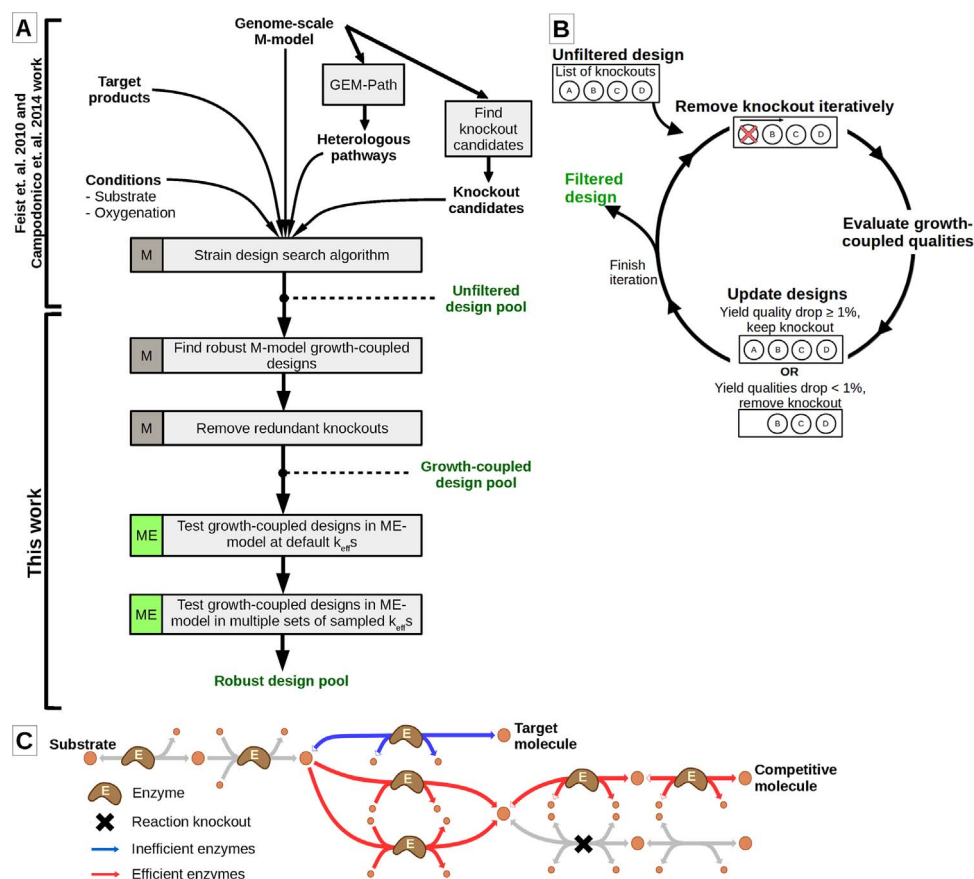 A
Feist et. al. 2010 and
Campodonico et. al. 2014 work
This work
Genome-scale
M-model
Target
products
GEM-Path
Find
knockout
candidates
Heterologous
pathways
Conditions
- Substrate
- Oxygenation
Knockout
candidates
M
Strain design search algorithm
Unfiltered
design pool
M
Find robust M-model growth-coupled
designs
M
Remove redundant knockouts
Growth-coupled
design pool
ME
Test growth-coupled designs in ME-
model at default keffs
ME
Test growth-coupled designs in ME-
model in multiple sets of sampled keffs
Robust design pool
B
Unfiltered design
List of knockouts
A B C D
Remove knockout iteratively
B C D
Filtered
design
Evaluate growth-
coupled qualities
Finish
iteration
Update designs
Yield quality drop ≥ 1%,
keep knockout
A B C D
OR
Yield qualities drop < 1%,
remove knockout
B C D
C
Substrate
E
E
E
Target
molecule
E
E
E
E
Competitive
molecule
E
Enzyme
Reaction knockout
Inefficient enzymes
Efficient enzymes